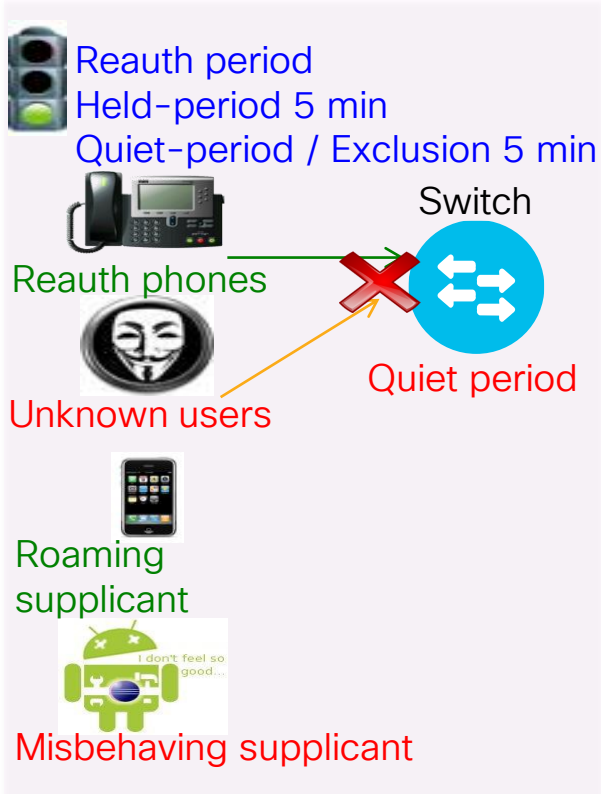 Reauth period
Held-period 5 min
Quiet-period / Exclusion 5 min
Switch
Reauth phones
Quiet period
Unknown users
Roaming
supplicant
I don't feel so
good...
Misbehaving supplicant